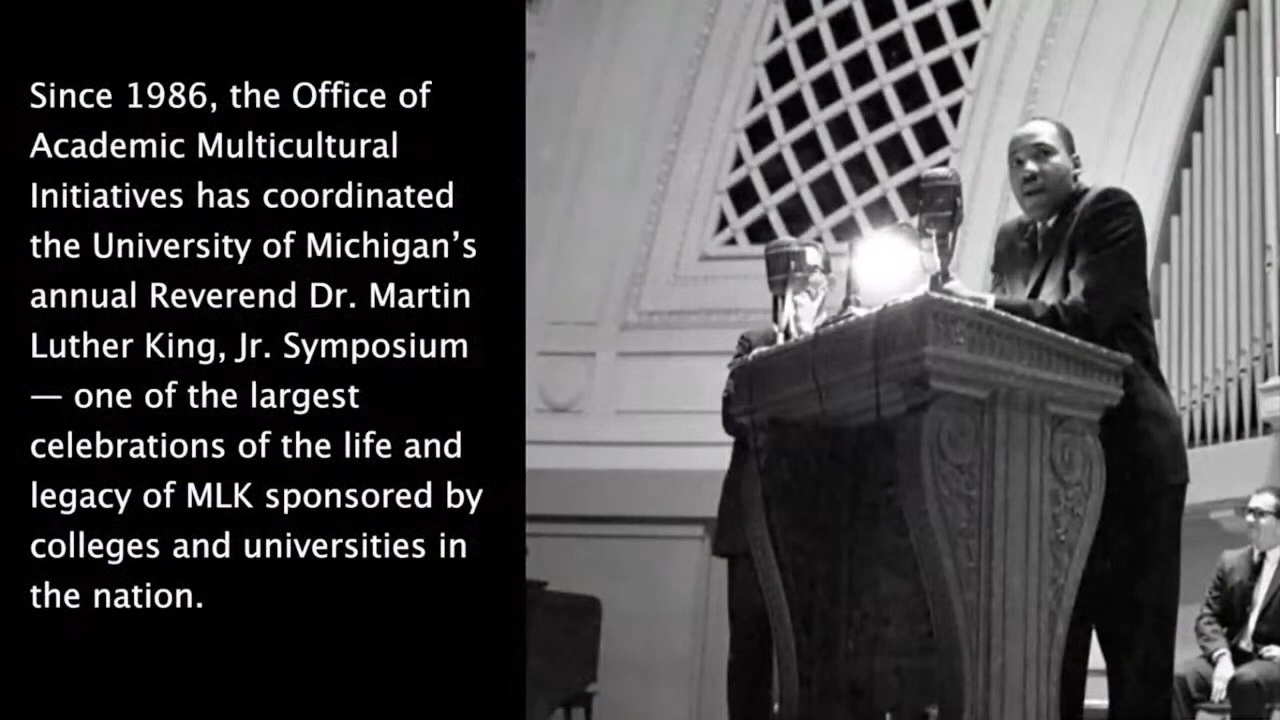 Since 1986, the Office of
Academic Multicultural
Initiatives has coordinated
the University of Michigan’s
annual Reverend Dr. Martin
Luther King, Jr. Symposium
— one of the largest
celebrations of the life and
legacy of MLK sponsored by
colleges and universities in
the nation.